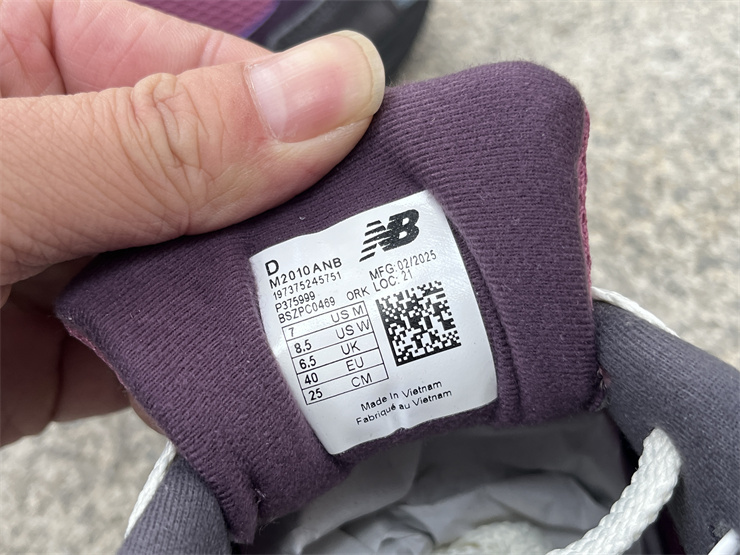 NB
D
M2010ANB
197375245751
P375999
BSZPC0469 ORK
MFG:02/2025
LOC: 21
7 US M
8.5 US W
6.5 UK
40 EU
25 CM
Made In Vietnam
Fabriqué au Vietnam